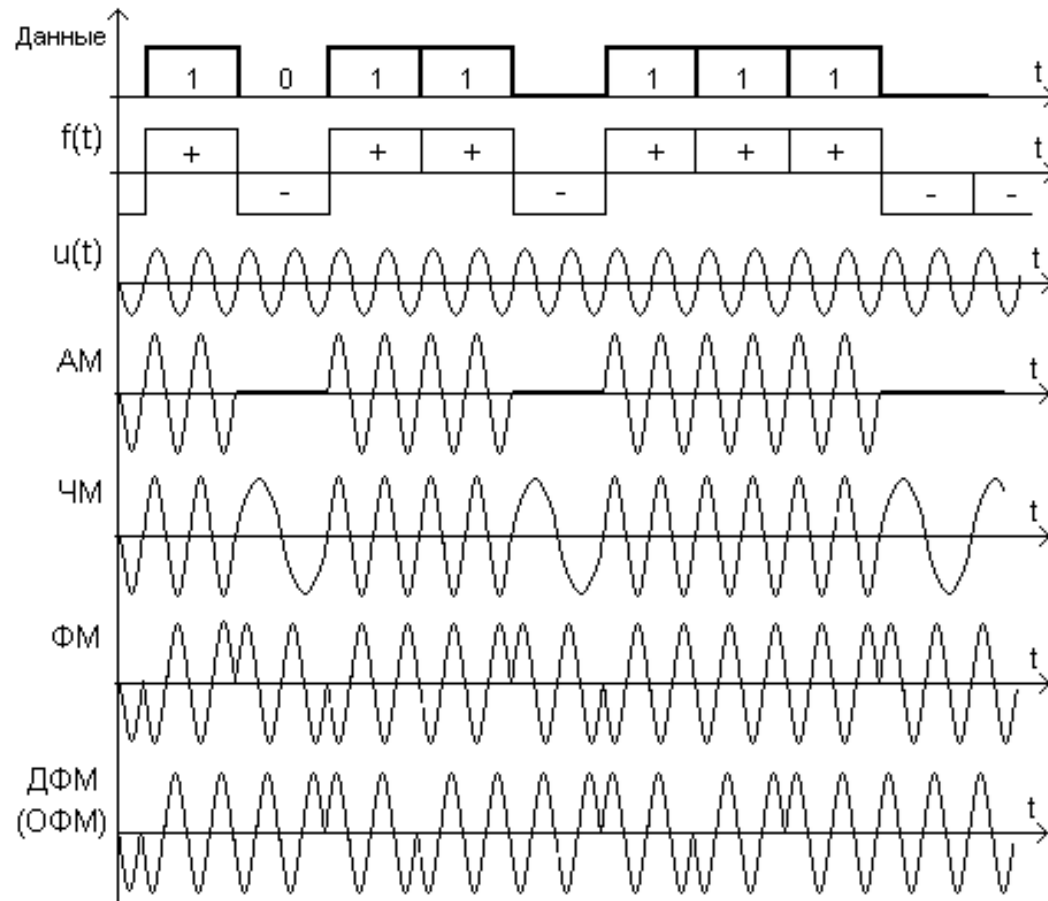 Данные
1 0 1 1 1 1 1 t
f(t)
+ - + + - + + + - - t
u(t)
t
АМ
t
ЧМ
t
ФМ
t
ДФМ
(ОФМ)
t